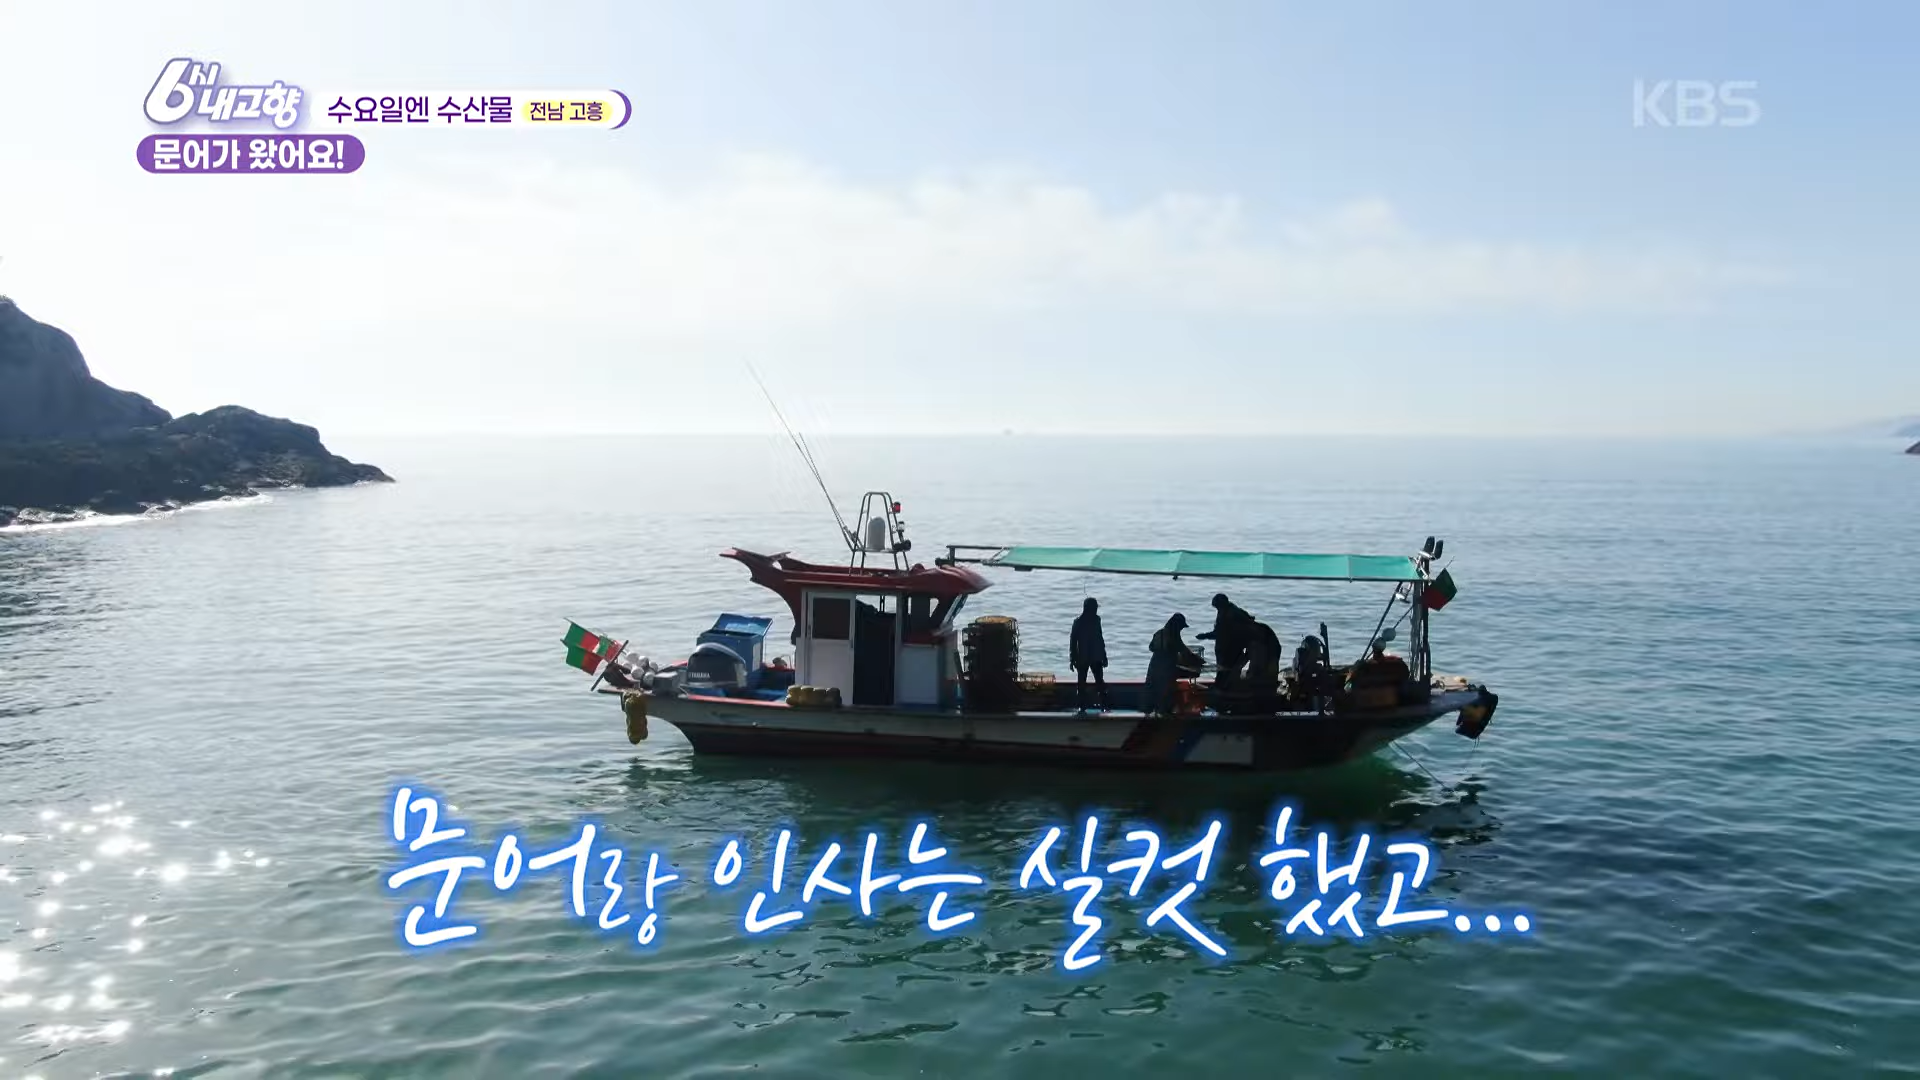 6시 내고향
수요일엔 수산물 전남 고흥
문어가 왔어요!
KBS
YAMAHA
문어랑 인사는 실컷 했고...